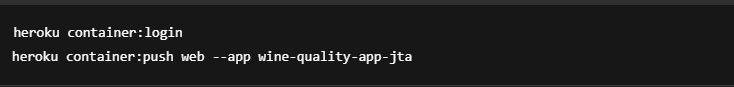 heroku container:login
heroku container:push web --app wine-quality-app-jta